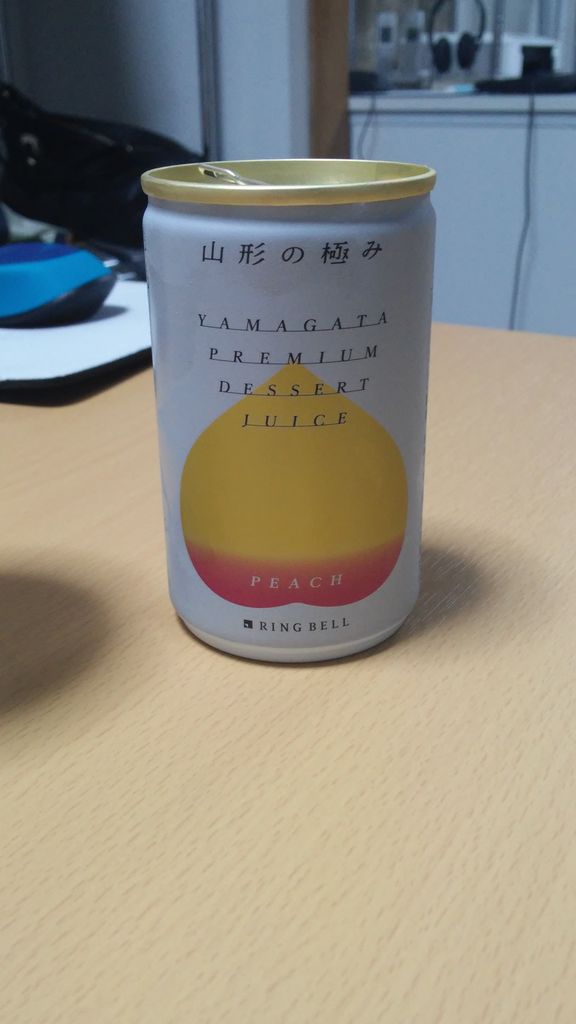 山形の極み
YAMAGATA
PREMIUM
DESSERT
JUICE
PEACH
RING BELL